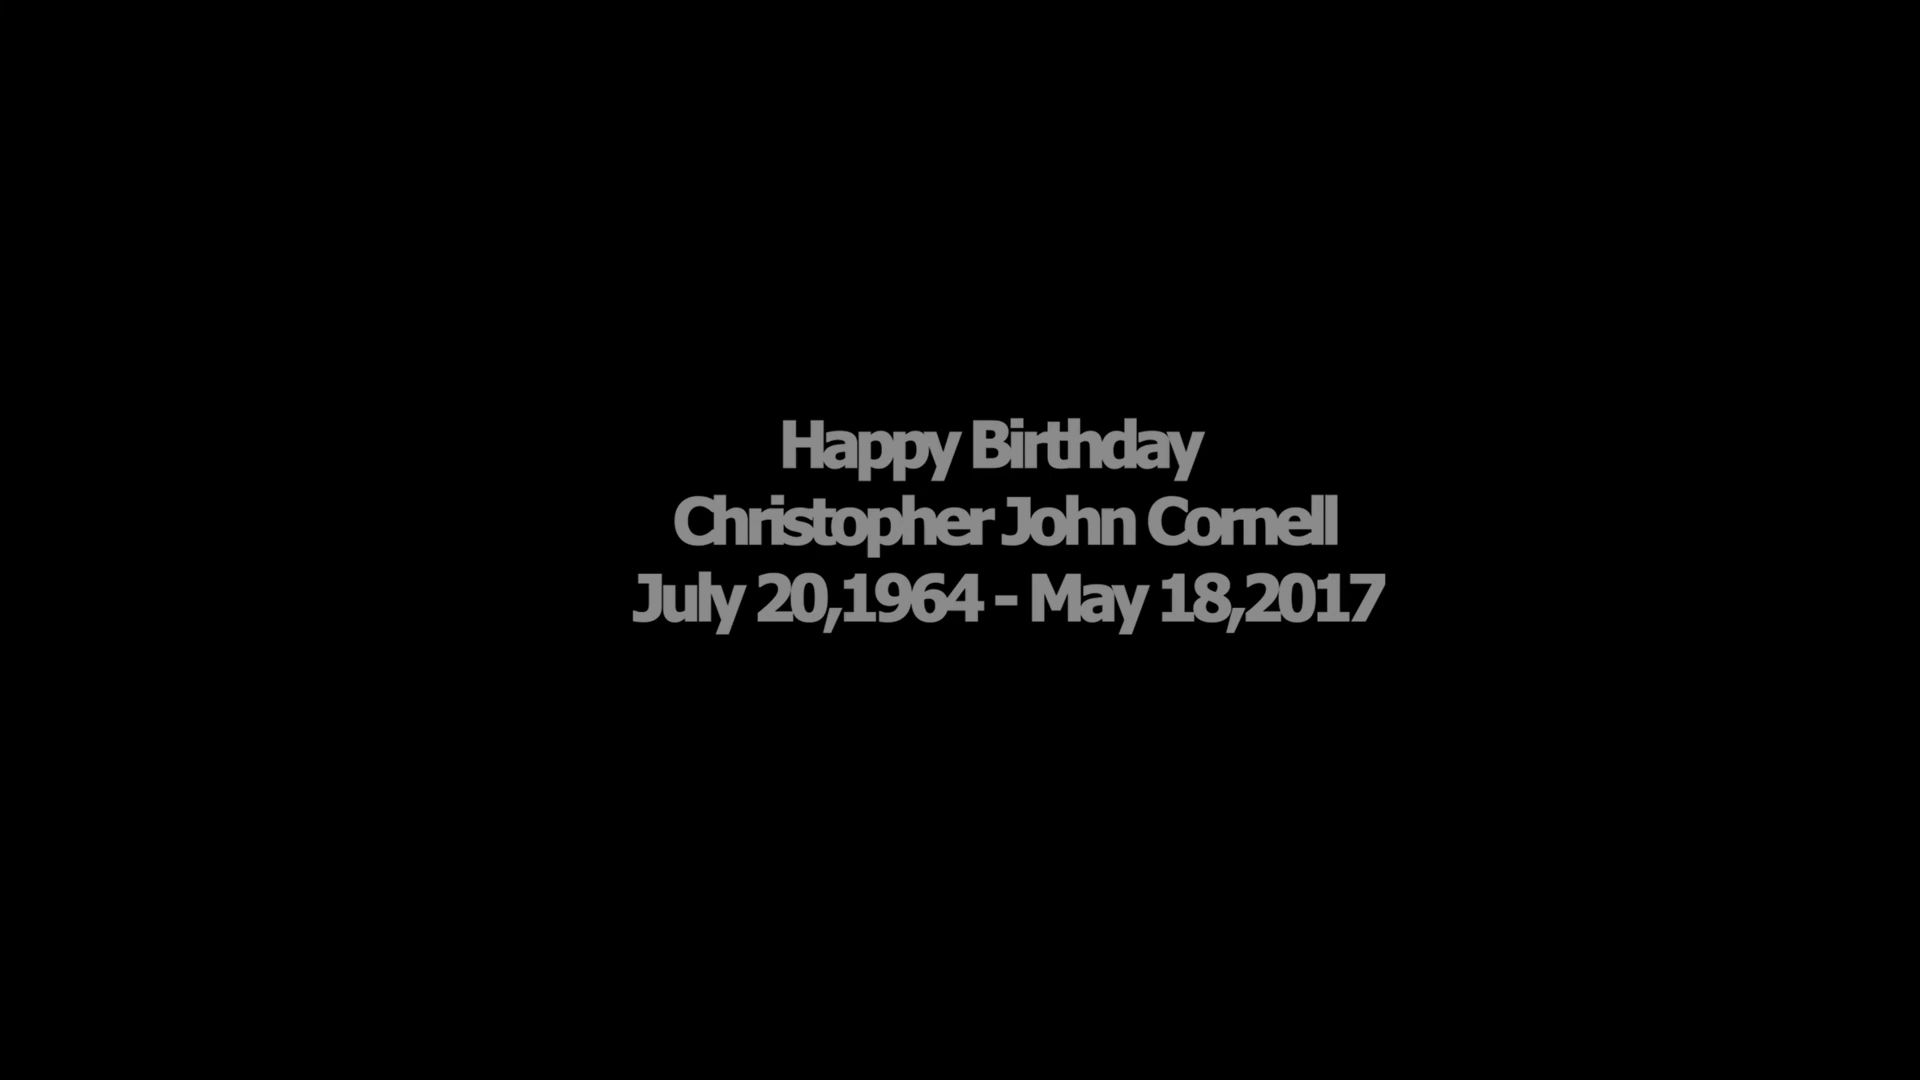 Happy Birthday
Christopher John Cornell
July 20,1964 - May 18,2017